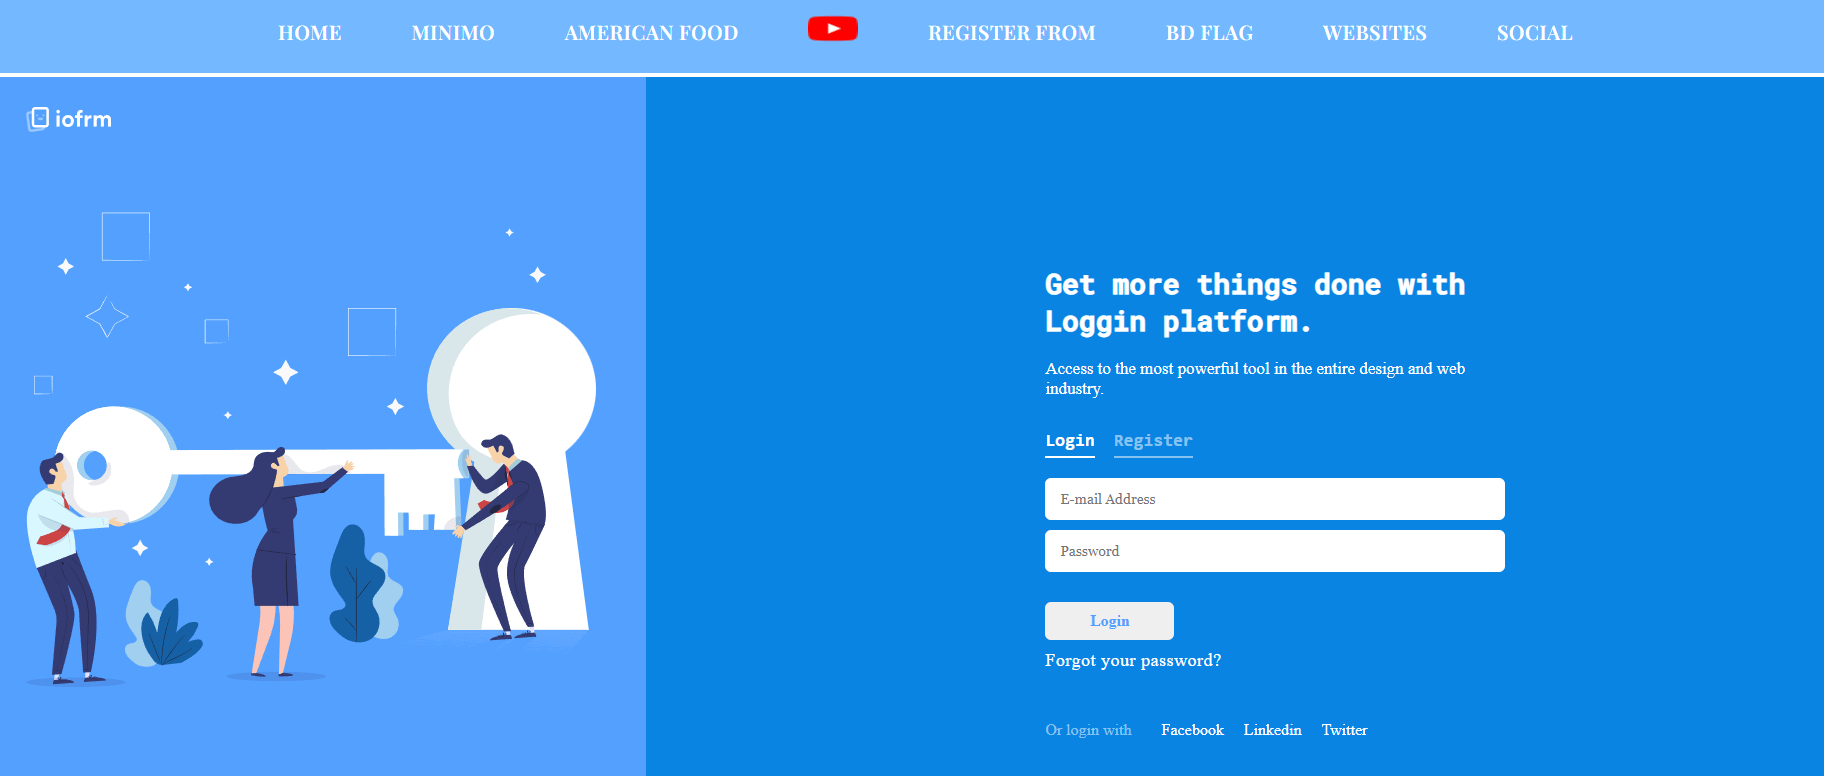 HOME MINIMO AMERICAN FOOD REGISTER FROM BD FLAG WEBSITES SOCIAL
iofrm
Get more things done with
Loggin platform.
Access to the most powerful tool in the entire design and web
industry.
Login Register
E-mail Address
Password
Login
Forgot your password?
Or login with Facebook Linkedin Twitter